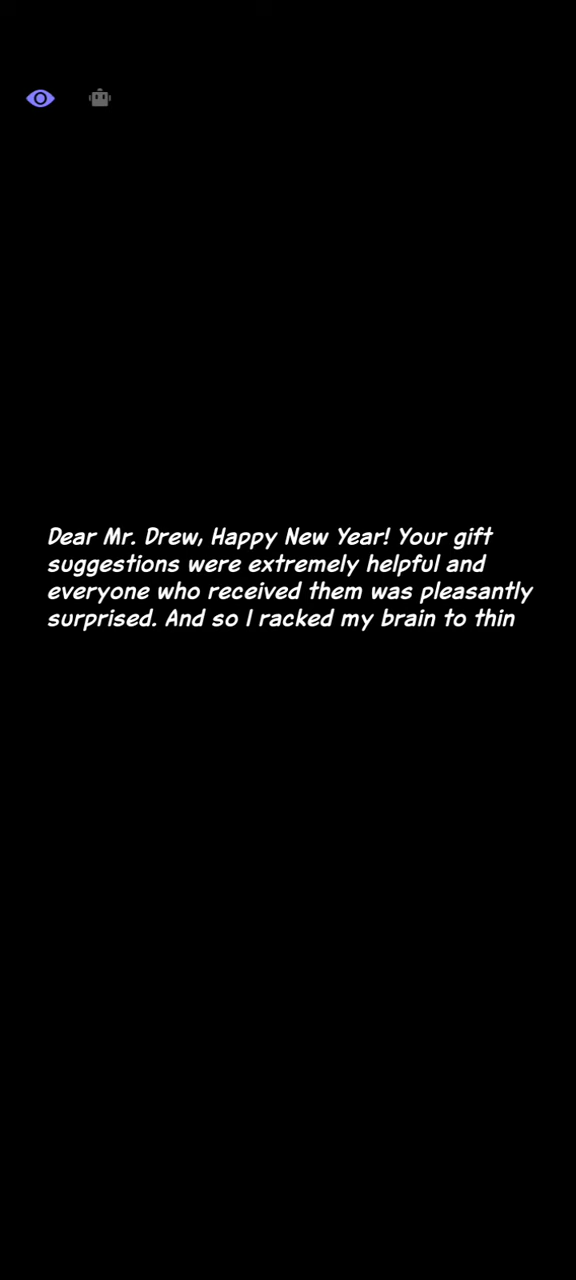 Dear Mr. Drew, Happy New Year! Your gift
suggestions were extremely helpful and
everyone who received them was pleasantly
surprised. And so I racked my brain to thin